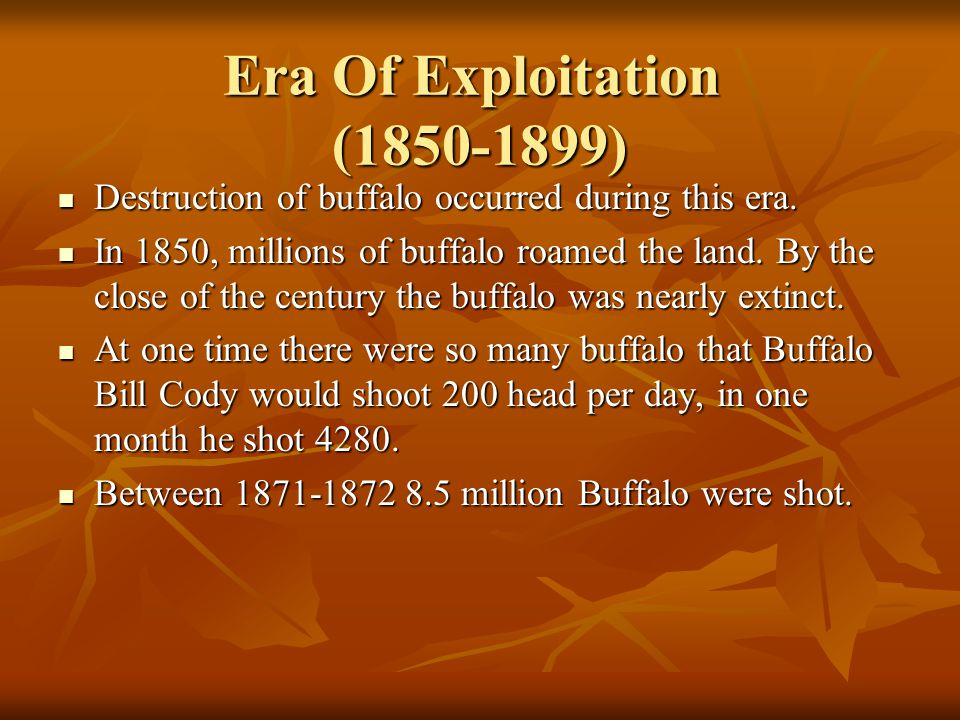 Era Of Exploitation
(1850-1899)
Destruction of buffalo occurred during this era.
In 1850, millions of buffalo roamed the land. By the
close of the century the buffalo was nearly extinct.
At one time there were so many buffalo that Buffalo
Bill Cody would shoot 200 head per day, in one
month he shot 4280.
Between 1871-1872 8.5 million Buffalo were shot.